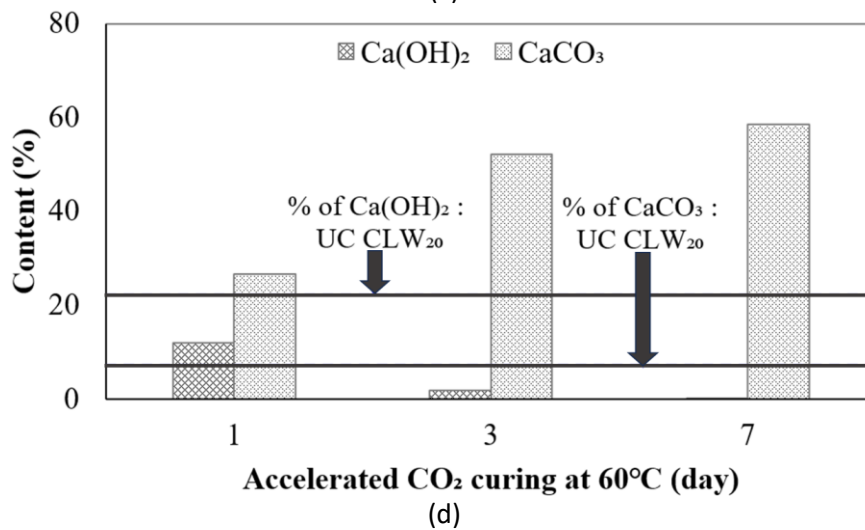 80
Ca(OH)₂ CaCO₃
60
% of Ca(OH)₂ : % of CaCO₃ :
UC CLW₂₀ UC CLW₂₀
40
20
0
Content (%)
1 3 7
Accelerated CO₂ curing at 60°C (day)
(d)